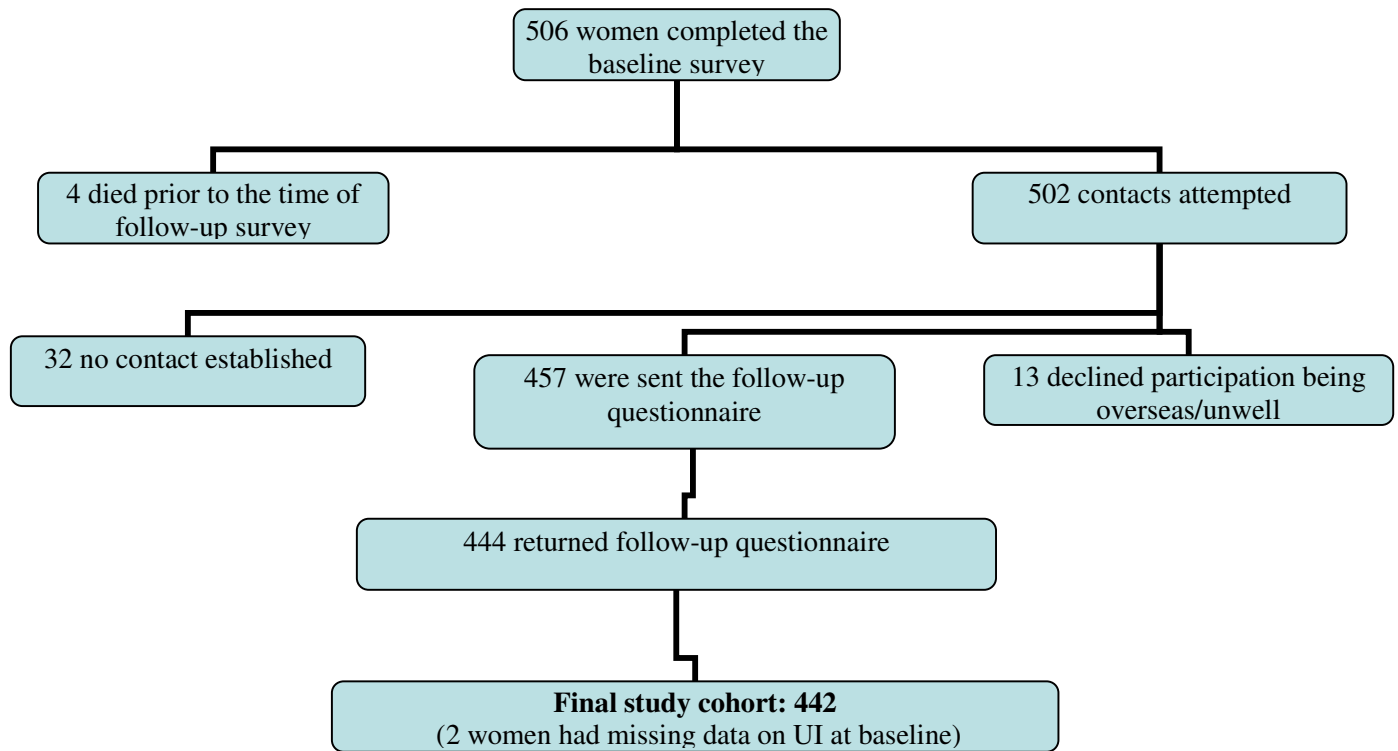 506 women completed the
baseline survey
4 died prior to the time of
follow-up survey
502 contacts attempted
32 no contact established
457 were sent the follow-up
questionnaire
13 declined participation being
overseas/unwell
444 returned follow-up questionnaire
Final study cohort: 442
(2 women had missing data on UI at baseline)